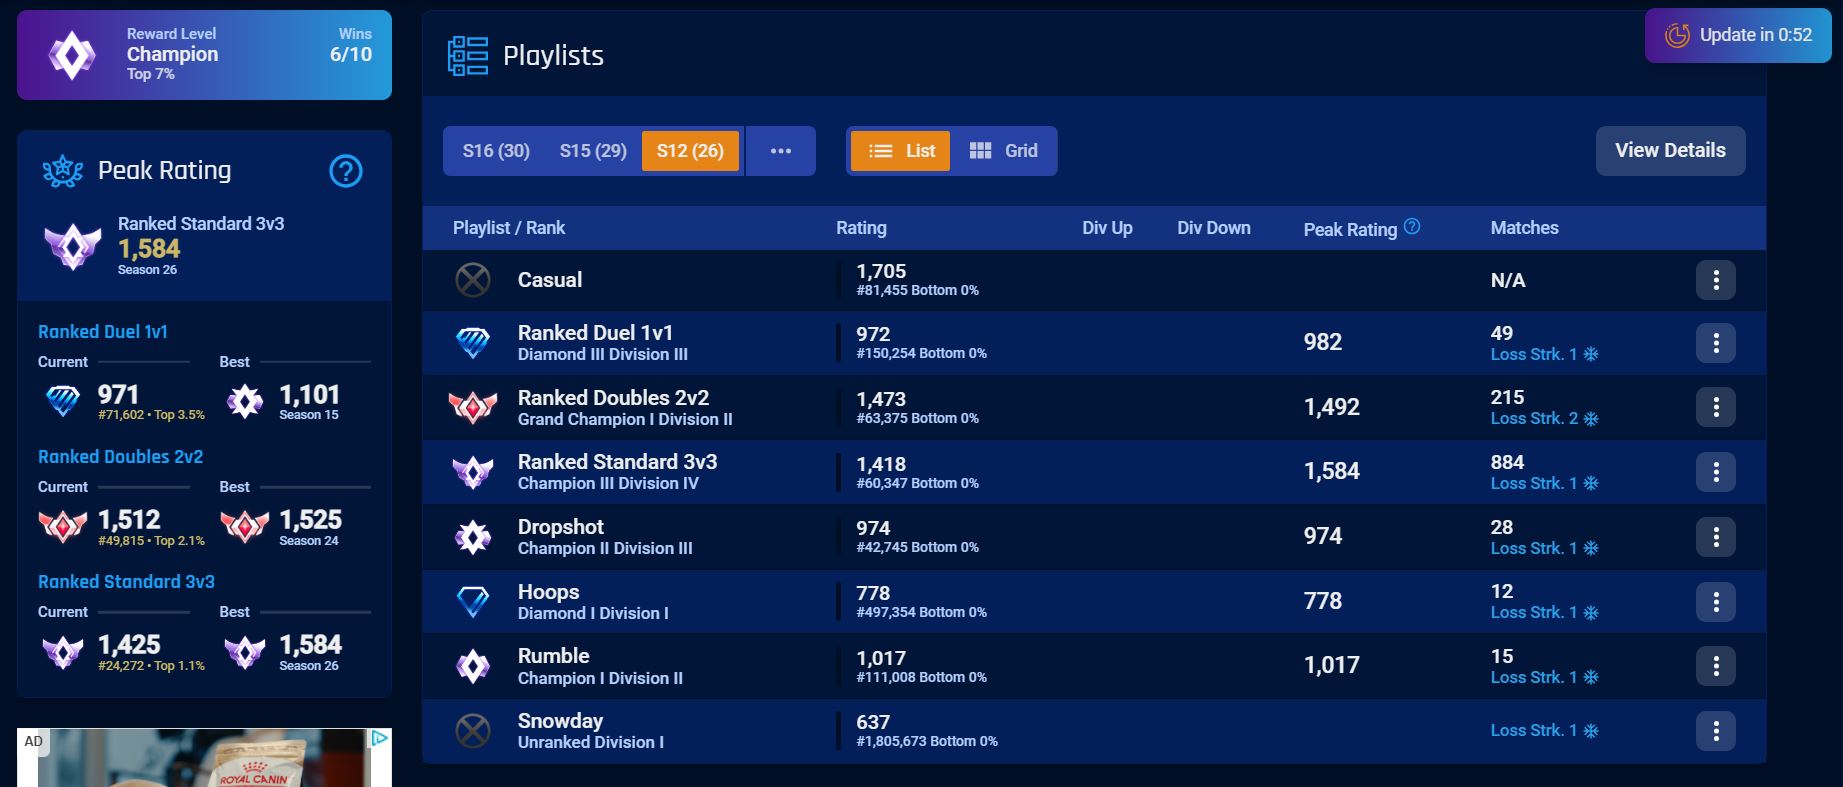 Reward Level
Wins
Champion
6/10
Top 7%
Peak Rating
?
Ranked Standard 3v3
1,584
Season 26
Ranked Duel 1v1
Current
Best
971
#71,602 • Top 3.5%
1,101
Season 15
Ranked Doubles 2v2
Current
Best
1,512
#49,815 • Top 2.1%
1,525
Season 24
Ranked Standard 3v3
Current
Best
1,425
#24,272 • Top 1.1%
1,584
Season 26
AD
ROYAL CANIN
Playlists
Update in 0:52
S16 (30)
S15 (29)
S12 (26)
List
Grid
View Details
Playlist / Rank
Rating
Div Up
Div Down
Peak Rating ?
Matches
Casual
1,705
#81,455 Bottom 0%
N/A
Ranked Duel 1v1
Diamond III Division III
972
#150,254 Bottom 0%
982
49
Loss Strk. 1
Ranked Doubles 2v2
Grand Champion I Division II
1,473
#63,375 Bottom 0%
1,492
215
Loss Strk. 2
Ranked Standard 3v3
Champion III Division IV
1,418
#60,347 Bottom 0%
1,584
884
Loss Strk. 1
Dropshot
Champion II Division III
974
#42,745 Bottom 0%
974
28
Loss Strk. 1
Hoops
Diamond I Division I
778
#497,354 Bottom 0%
778
12
Loss Strk. 1
Rumble
Champion I Division II
1,017
#111,008 Bottom 0%
1,017
15
Loss Strk. 1
Snowday
Unranked Division I
637
#1,805,673 Bottom 0%
Loss Strk. 1